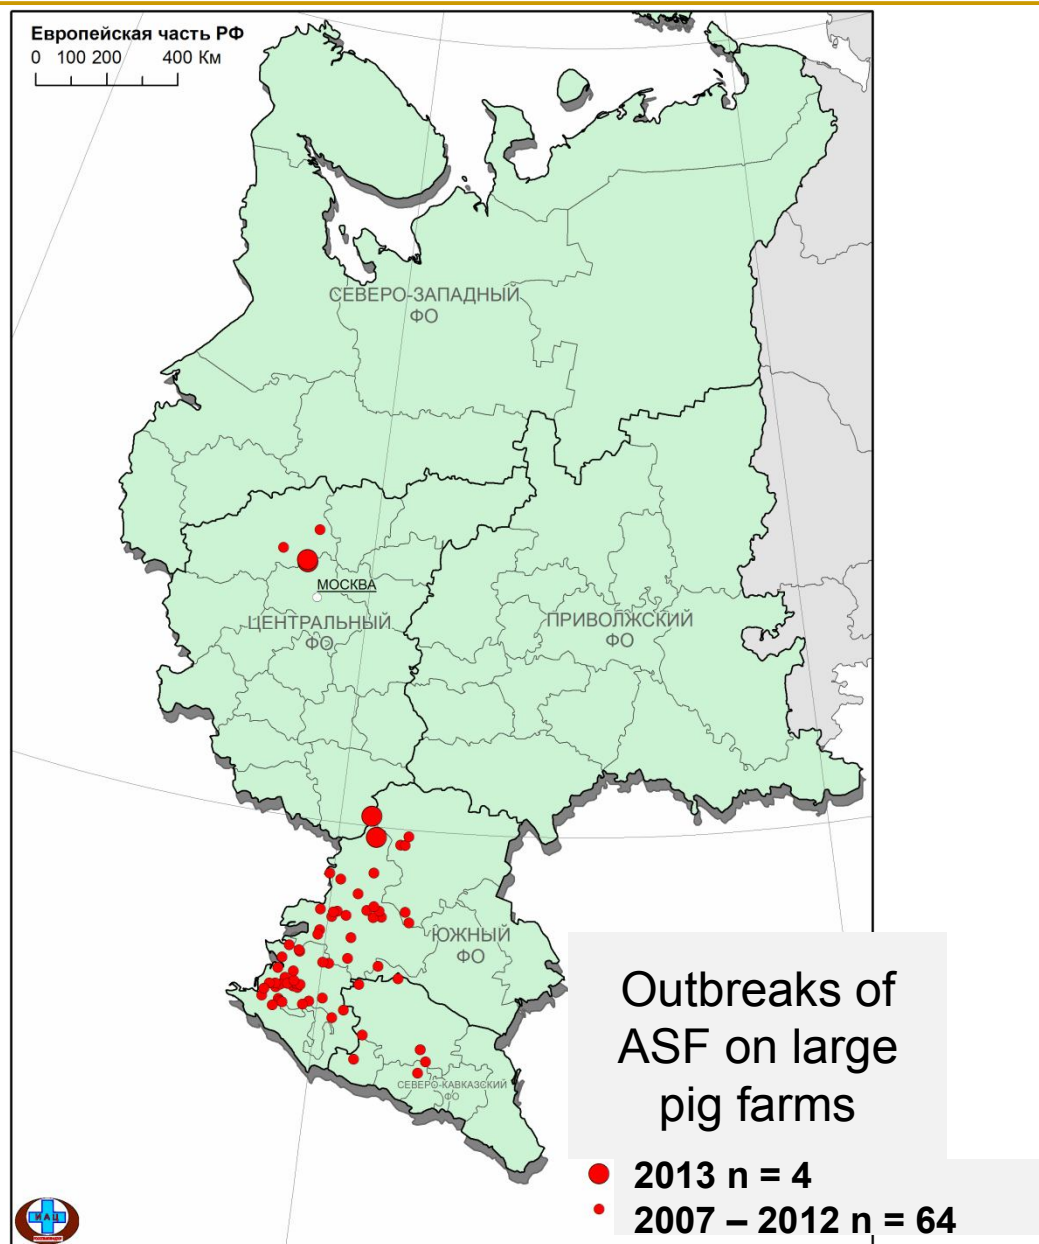 Европейская часть РФ
0 100 200 400 Км
СЕВЕРО-ЗАПАДНЫЙ
ФО
МОСКВА
ЦЕНТРАЛЬНЫЙ
ФО
ПРИВОЛЖСКИЙ
ФО
ЮЖНЫЙ
ФО
СЕВЕРО-КАВКАЗСКИЙ
ФО
Outbreaks of
ASF on large
pig farms
2013 n = 4
2007 – 2012 n = 64
ИАЦ